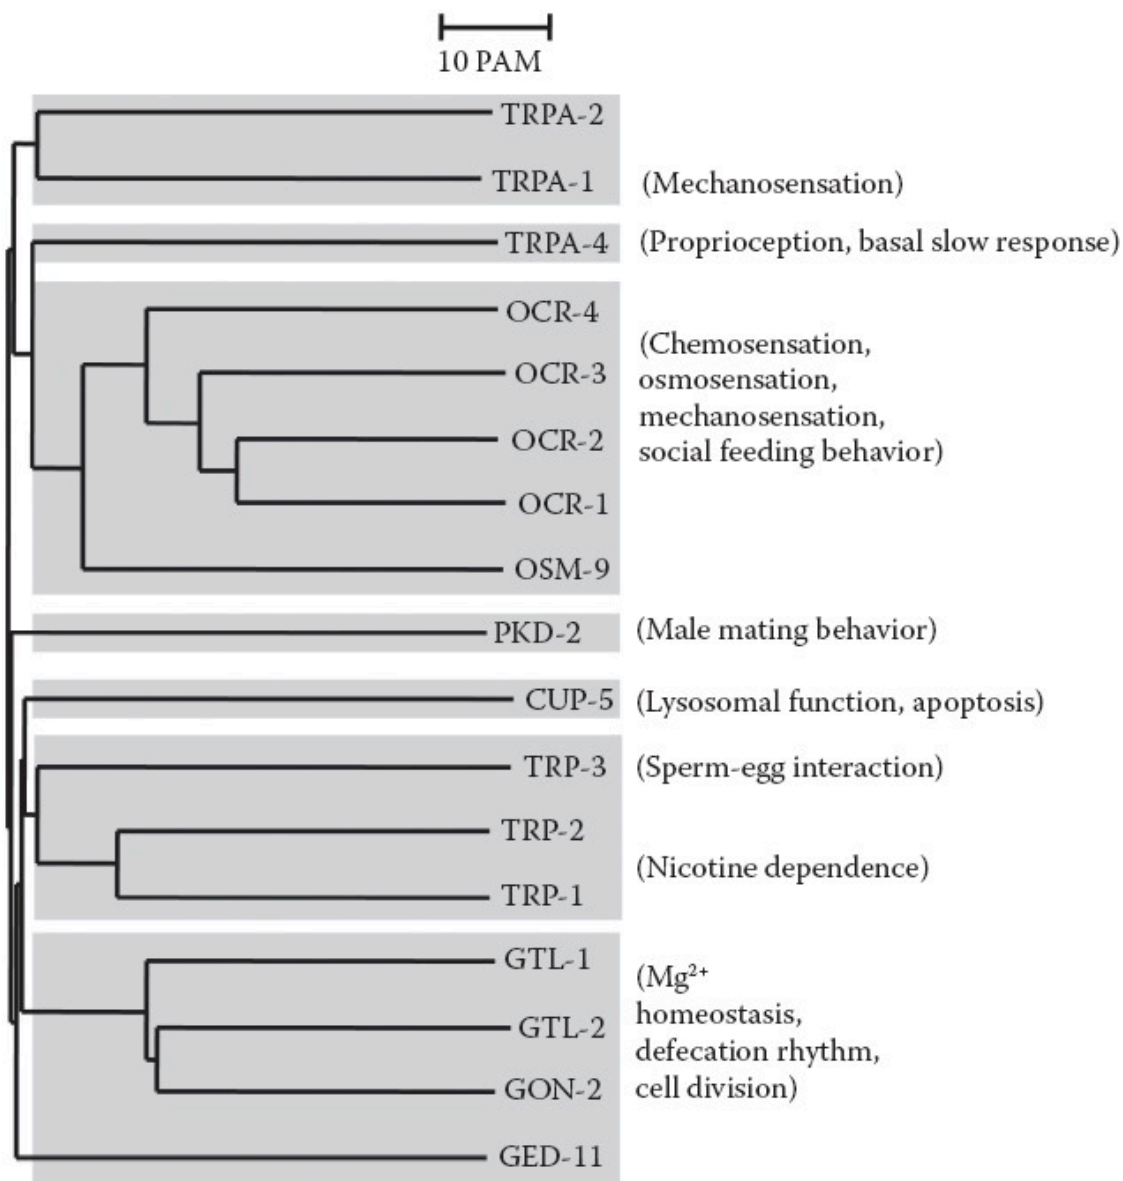 10 PAM
TRPA-2
TRPA-1 (Mechanosensation)
TRPA-4 (Proprioception, basal slow response)
OCR-4
(Chemosensation,
OCR-3
osmosensation,
mechanosensation,
OCR-2
social feeding behavior)
OCR-1
OSM-9
PKD-2 (Male mating behavior)
CUP-5 (Lysosomal function, apoptosis)
TRP-3 (Sperm-egg interaction)
TRP-2
(Nicotine dependence)
TRP-1
GTL-1
(Mg²⁺
homeostasis,
GTL-2
defecation rhythm,
GON-2
cell division)
GED-11